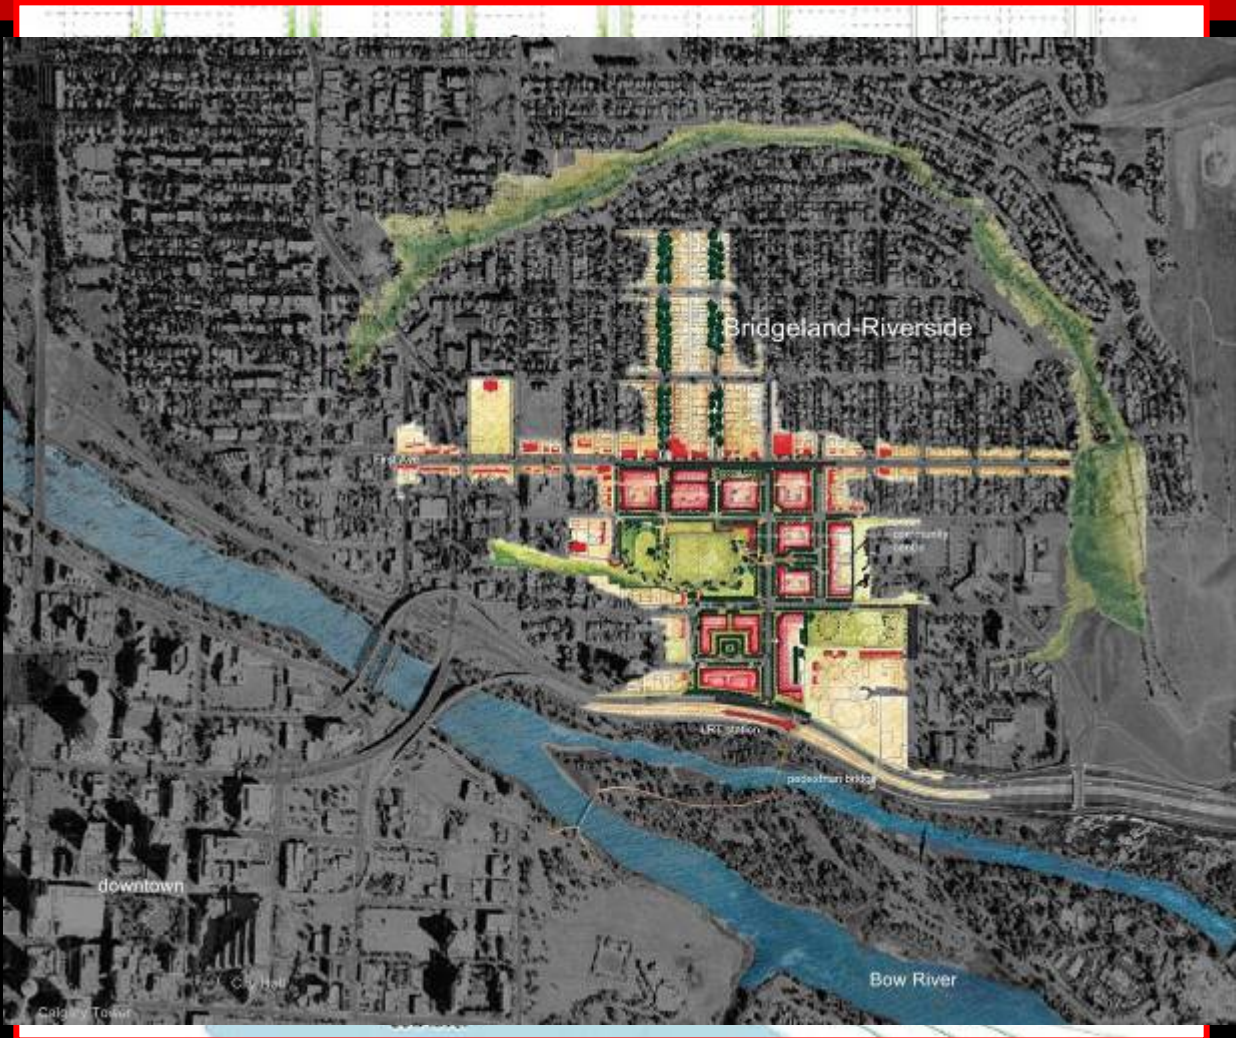 Bridgeland-Riverside
First Ave
community
centre
LRT station
pedestrian bridge
downtown
Bow River
City Hall
Calgary Tower